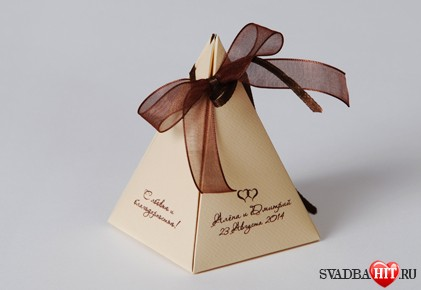 С любовью и
благодарностью!
Алёна и Дмитрий
23 Августа 2014
SVADBAHIT.RU